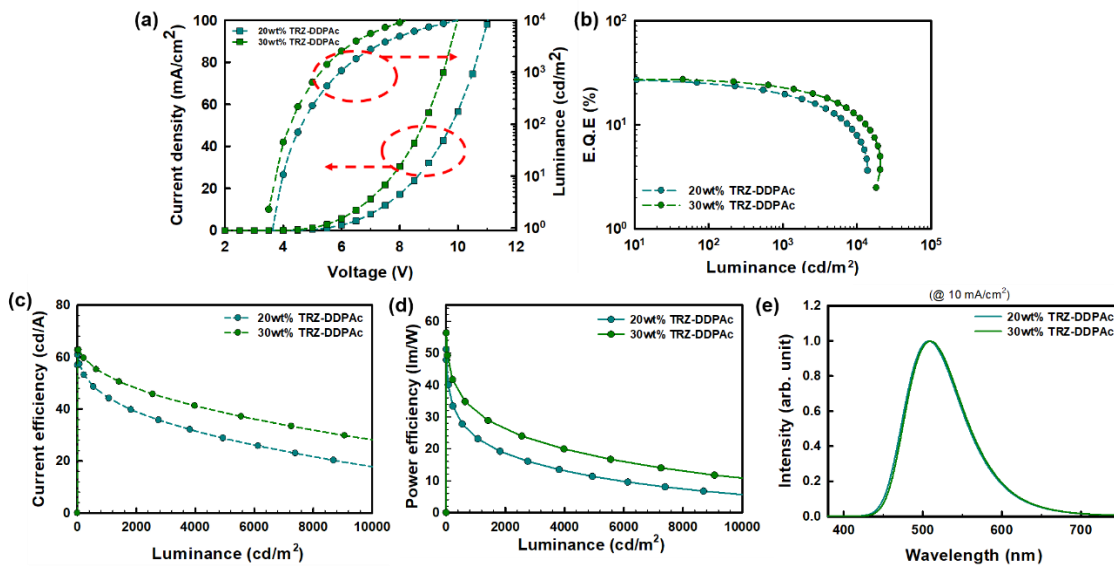 (a)
Current density (mA/cm²)
100
80
60
40
20
0
20wt% TRZ-DDPAc
30wt% TRZ-DDPAc
10⁴
10³
10²
10¹
10⁰
Luminance (cd/m²)
2 4 6 8 10 12
Voltage (V)
(b)
E.Q.E (%)
10²
10¹
10⁰
20wt% TRZ-DDPAc
30wt% TRZ-DDPAc
10¹ 10² 10³ 10⁴ 10⁵
Luminance (cd/m²)
(c)
Current efficiency (cd/A)
80
60
40
20
0
20wt% TRZ-DDPAc
30wt% TRZ-DDPAc
0 2000 4000 6000 8000 10000
Luminance (cd/m²)
(d)
Power efficiency (lm/W)
60
50
40
30
20
10
0
20wt% TRZ-DDPAc
30wt% TRZ-DDPAc
0 2000 4000 6000 8000 10000
Luminance (cd/m²)
(e)
(@ 10 mA/cm²)
Intensity (arb. unit)
1.2
1.0
0.8
0.6
0.4
0.2
0.0
20wt% TRZ-DDPAc
30wt% TRZ-DDPAc
400 500 600 700
Wavelength (nm)